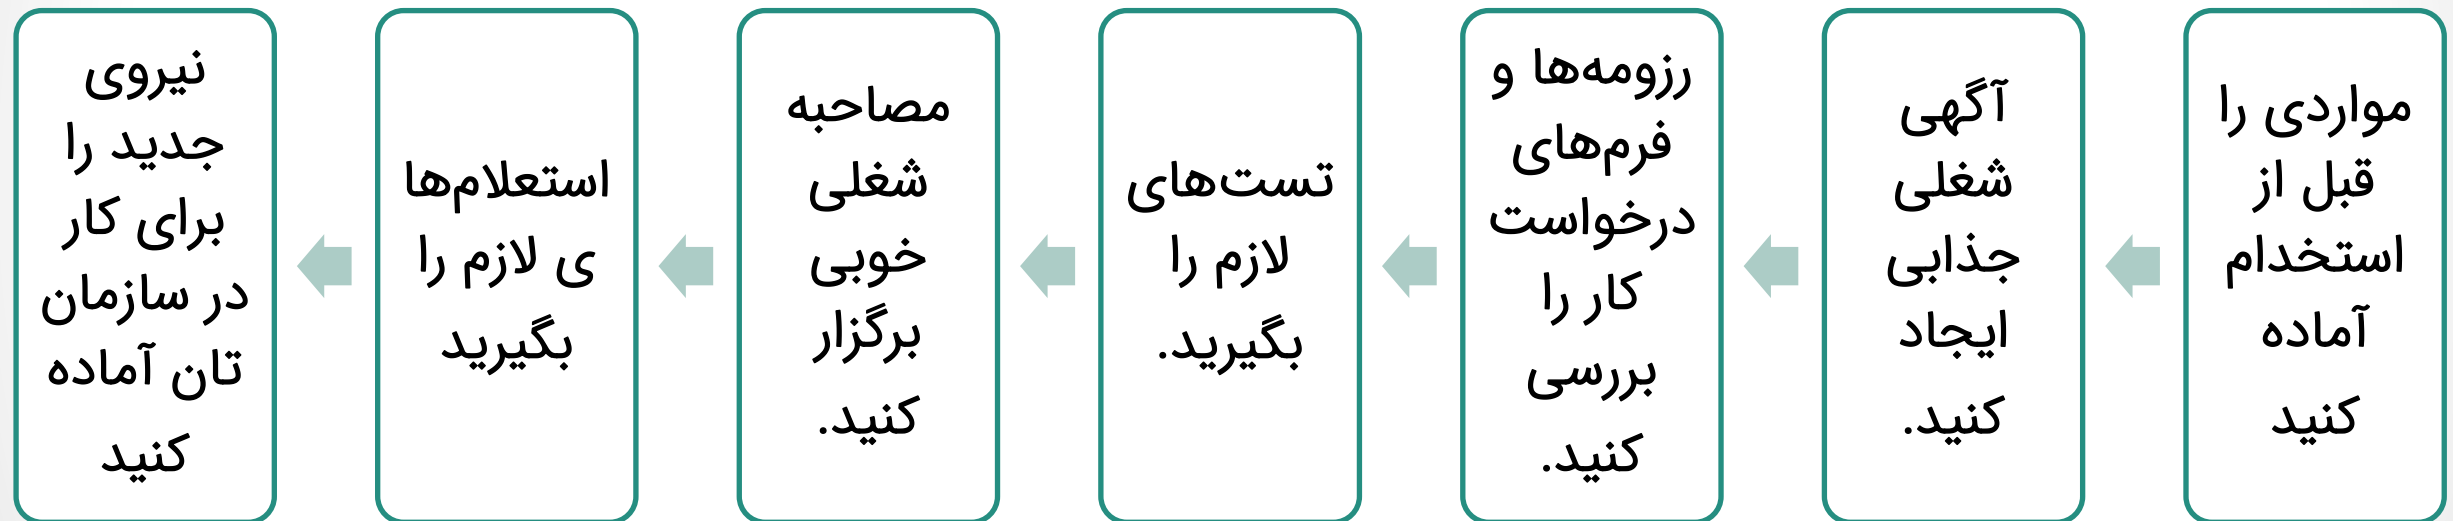 مواردی را
قبل از
استخدام
آماده
کنید
آگهی
شغلی
جذابی
ایجاد
کنید.
رزومه‌ها و
فرم‌های
درخواست
کار را
بررسی
کنید.
تست‌های
لازم را
بگیرید.
مصاحبه
شغلی
خوبی
برگزار
کنید.
استعلام‌ها
ی لازم را
بگیرید
نیروی
جدید را
برای کار
در سازمان
تان آماده
کنید